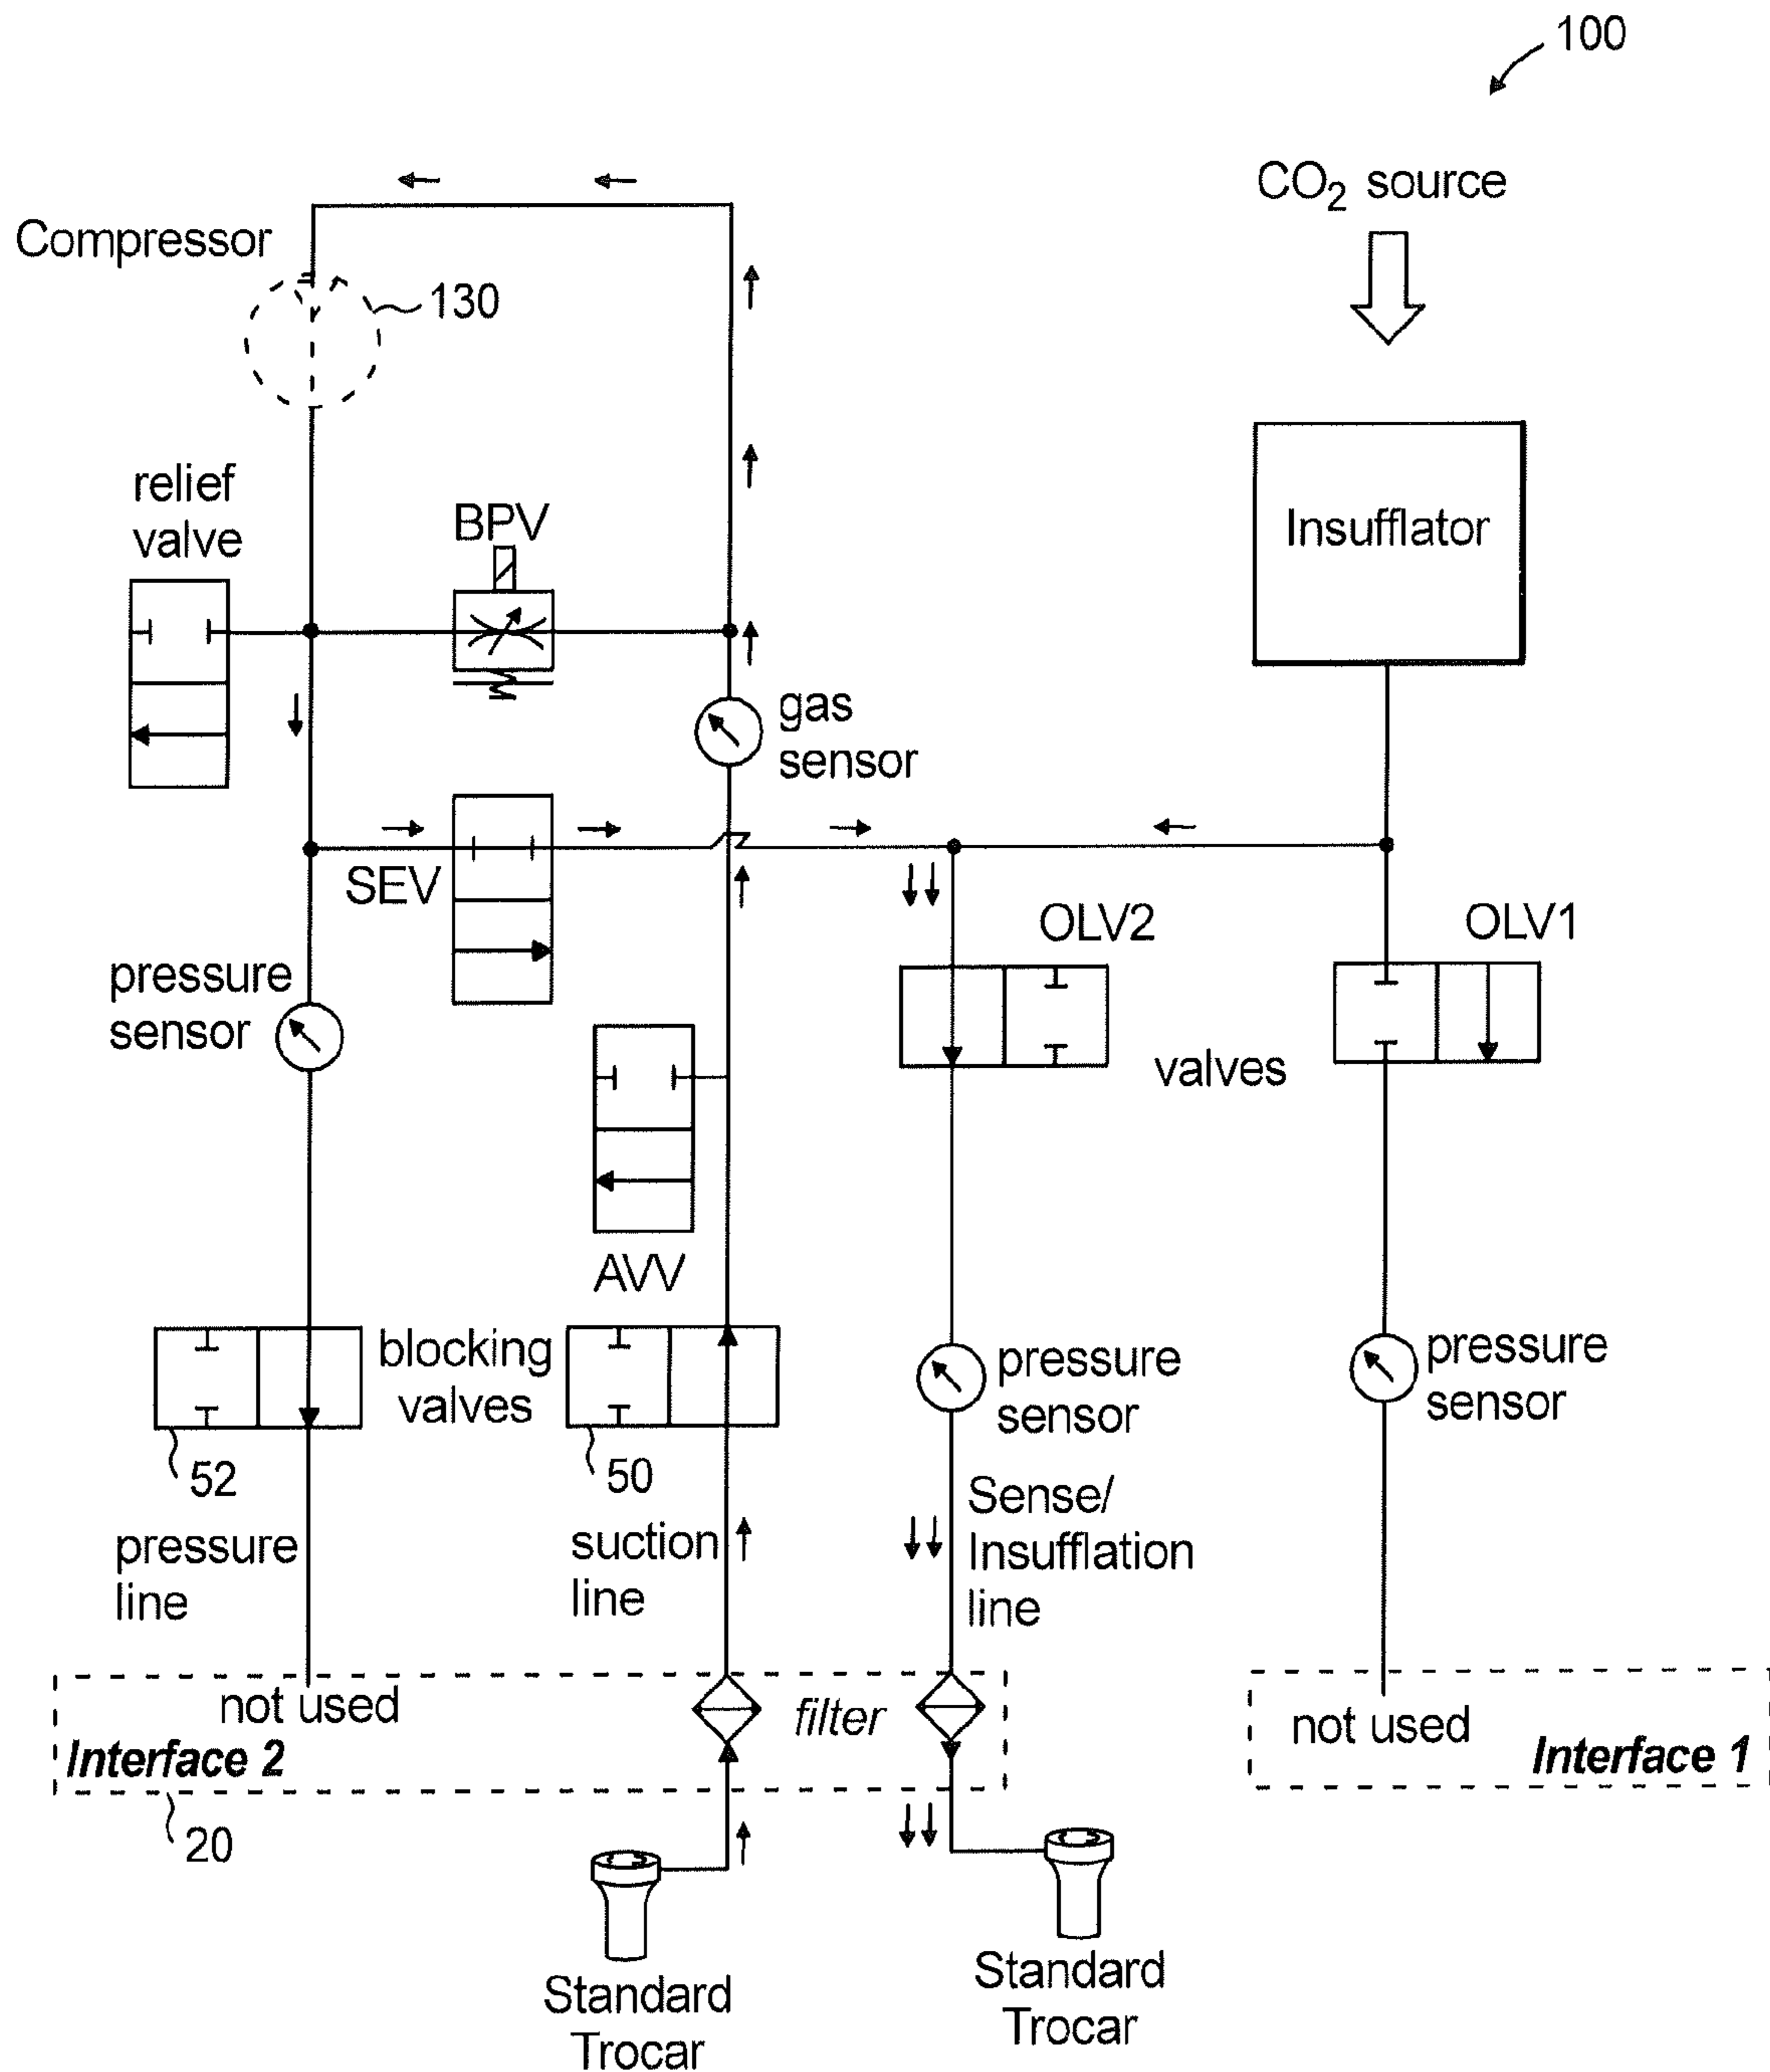 100
CO₂ source
Compressor
130
relief
valve
BPV
Insufflator
gas
sensor
SEV
OLV2
OLV1
pressure
sensor
valves
AVV
blocking
valves
pressure
sensor
pressure
sensor
52
50
pressure
line
suction
line
Sense/
Insufflation
line
not used
filter
Interface 2
not used
Interface 1
20
Standard
Trocar
Standard
Trocar